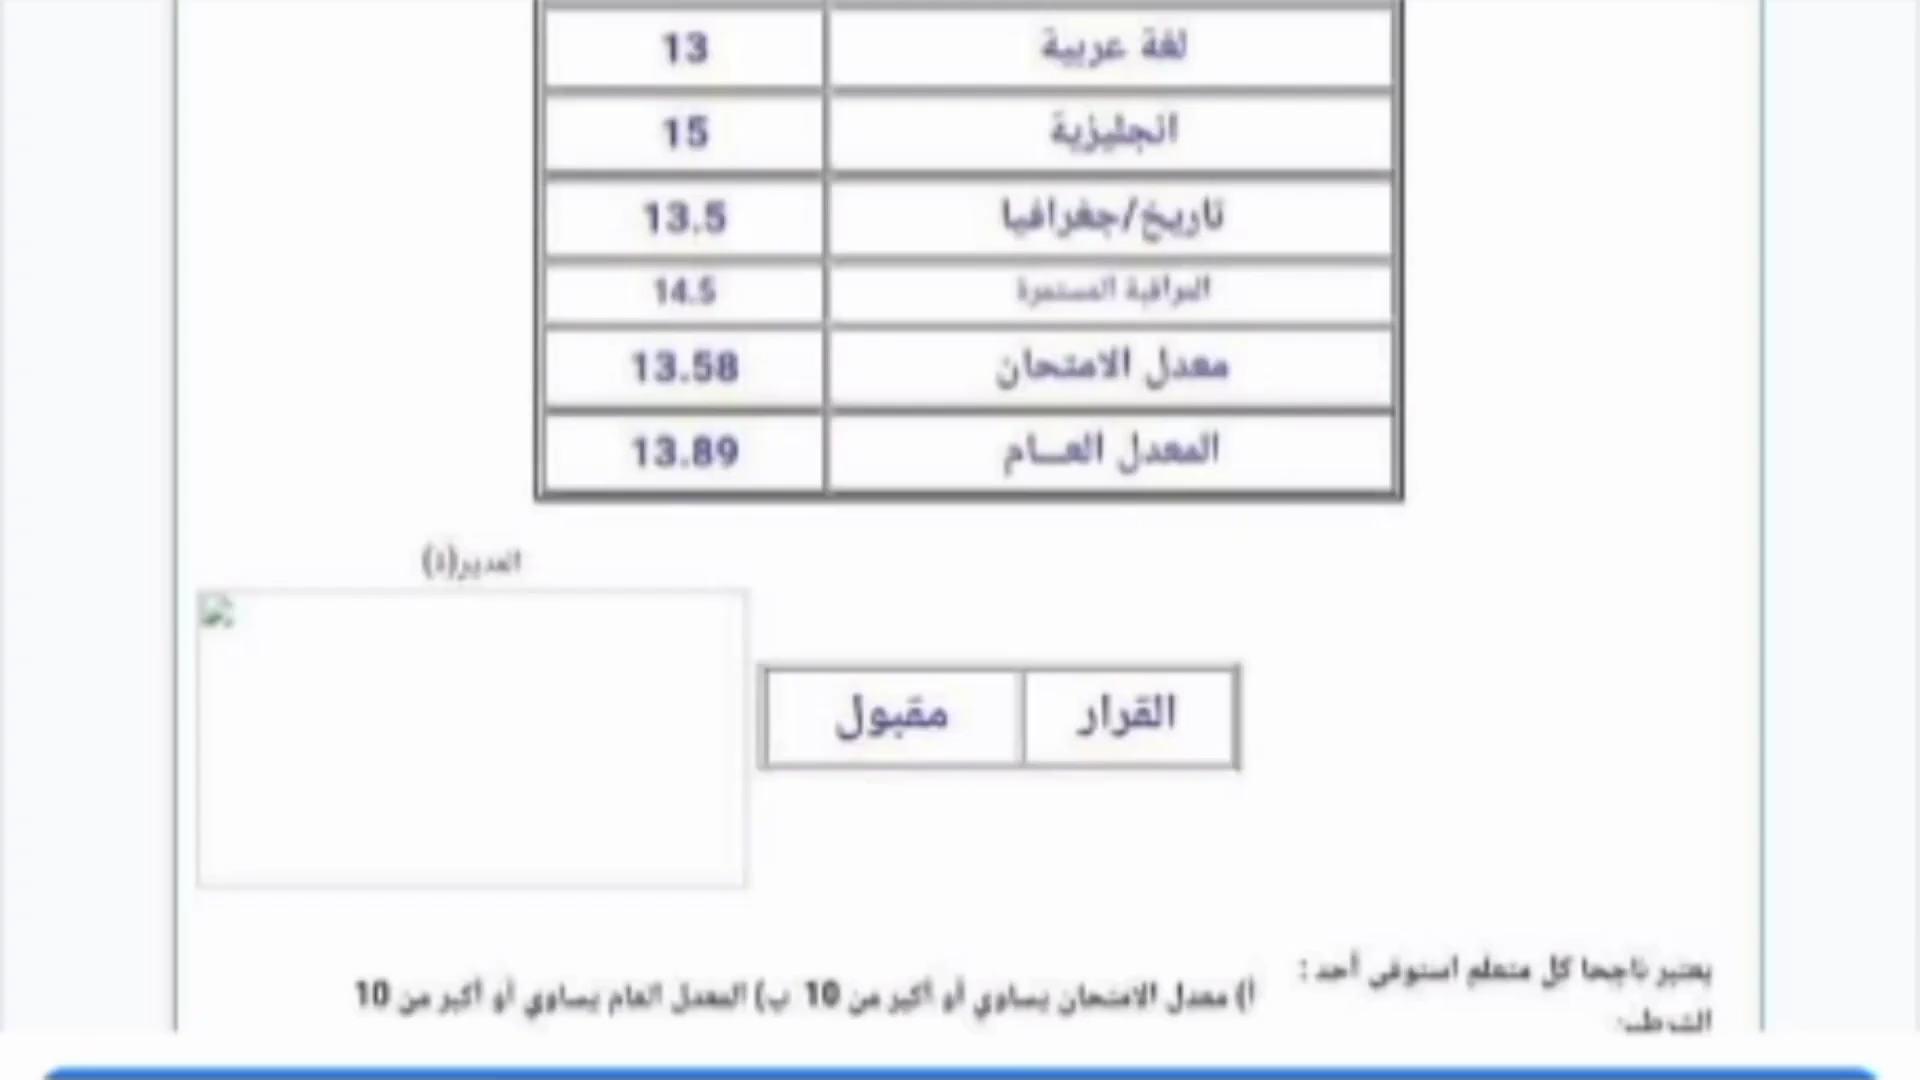 لغة عربية 13
انجليزية 15
تاريخ/جغرافيا 13.5
المراقبة المستمرة 14.5
معدل الامتحان 13.58
المعدل العــام 13.89
المدير(ة)
القرار مقبول
يعتبر ناجحا كل متعلم استوفى أحد :
أ) معدل الامتحان يساوي أو أكبر من 10 ب) المعدل العام يساوي أو أكبر من 10